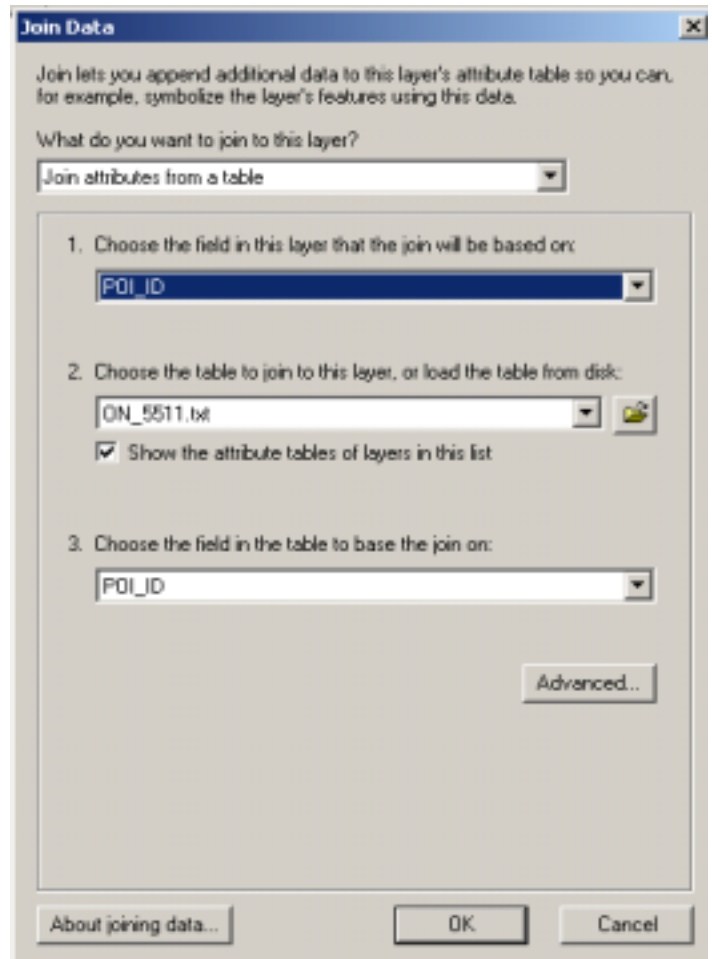 Join Data
Join lets you append additional data to this layer's attribute table so you can,
for example, symbolize the layer's features using this data.
What do you want to join to this layer?
Join attributes from a table
1. Choose the field in this layer that the join will be based on:
POI_ID
2. Choose the table to join to this layer, or load the table from disk:
ON_5511.txt
Show the attribute tables of layers in this list
3. Choose the field in the table to base the join on:
POI_ID
Advanced...
About joining data...
OK
Cancel